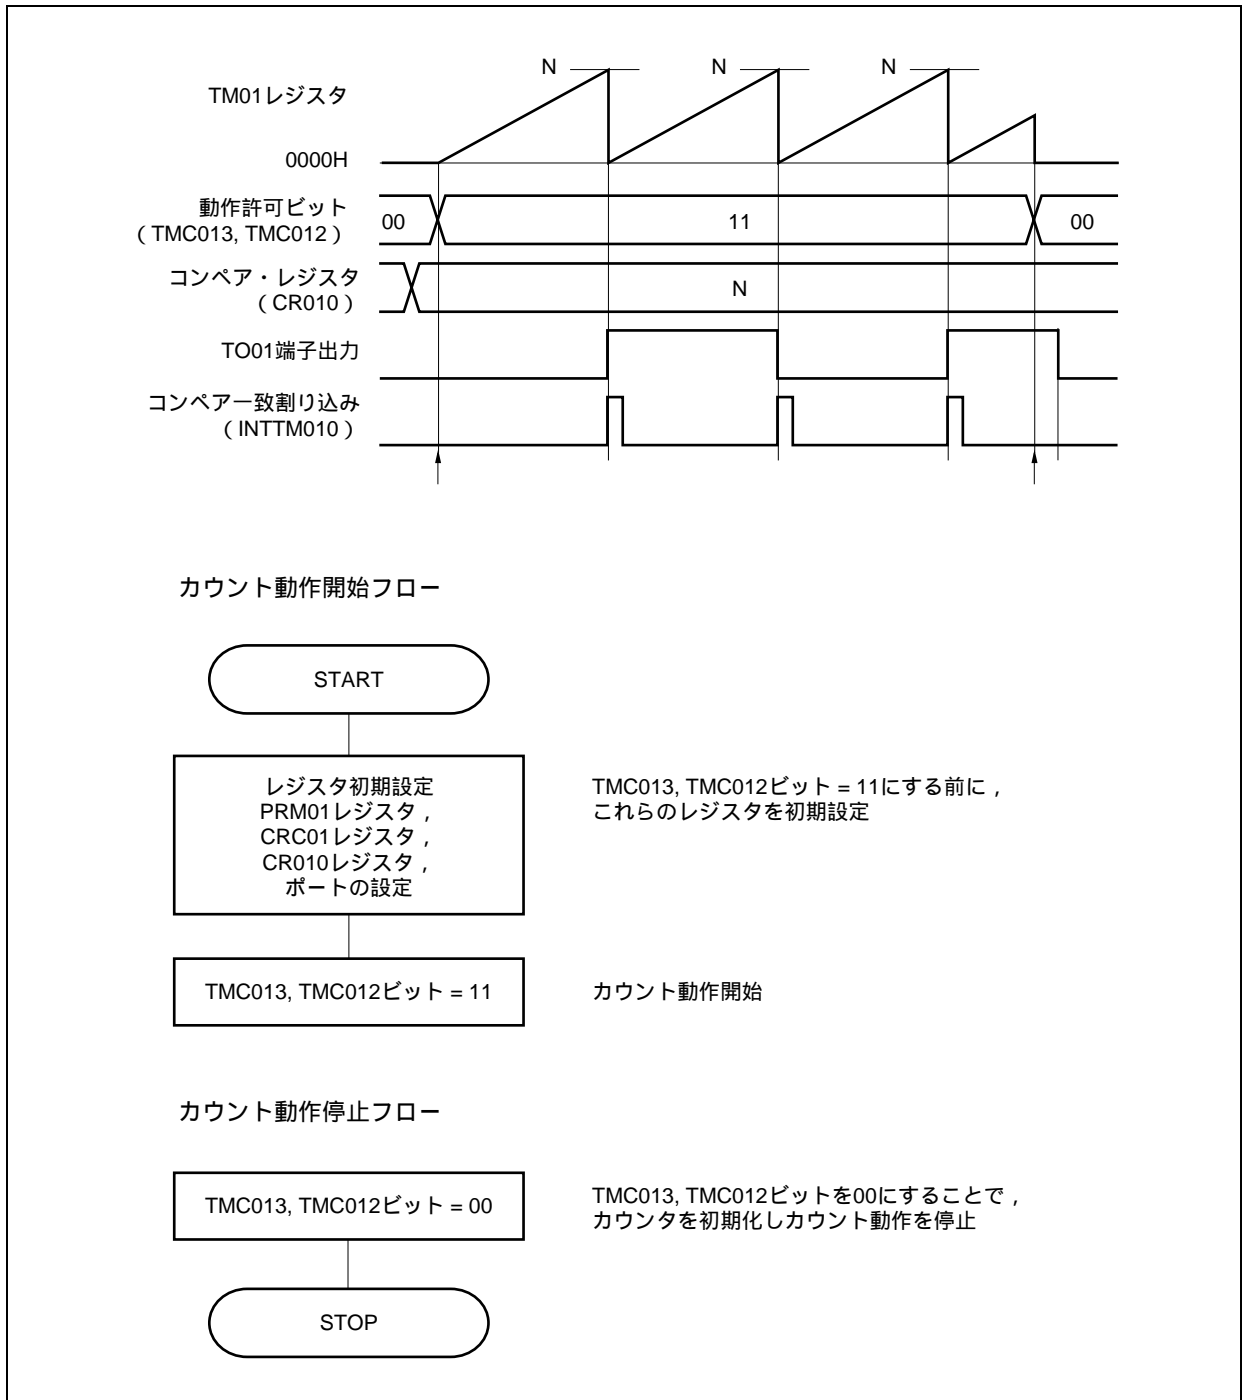 N
N
N
TM01レジスタ
0000H
動作許可ビット
(TMC013, TMC012)
00
11
00
コンペア・レジスタ
(CR010)
N
TO01端子出力
コンペア一致割り込み
(INTTM010)
カウント動作開始フロー
START
レジスタ初期設定
PRM01レジスタ,
CRC01レジスタ,
CR010レジスタ,
ポートの設定
TMC013, TMC012ビット = 11にする前に,
これらのレジスタを初期設定
TMC013, TMC012ビット = 11
カウント動作開始
カウント動作停止フロー
TMC013, TMC012ビット = 00
TMC013, TMC012ビットを00にすることで,
カウンタを初期化しカウント動作を停止
STOP